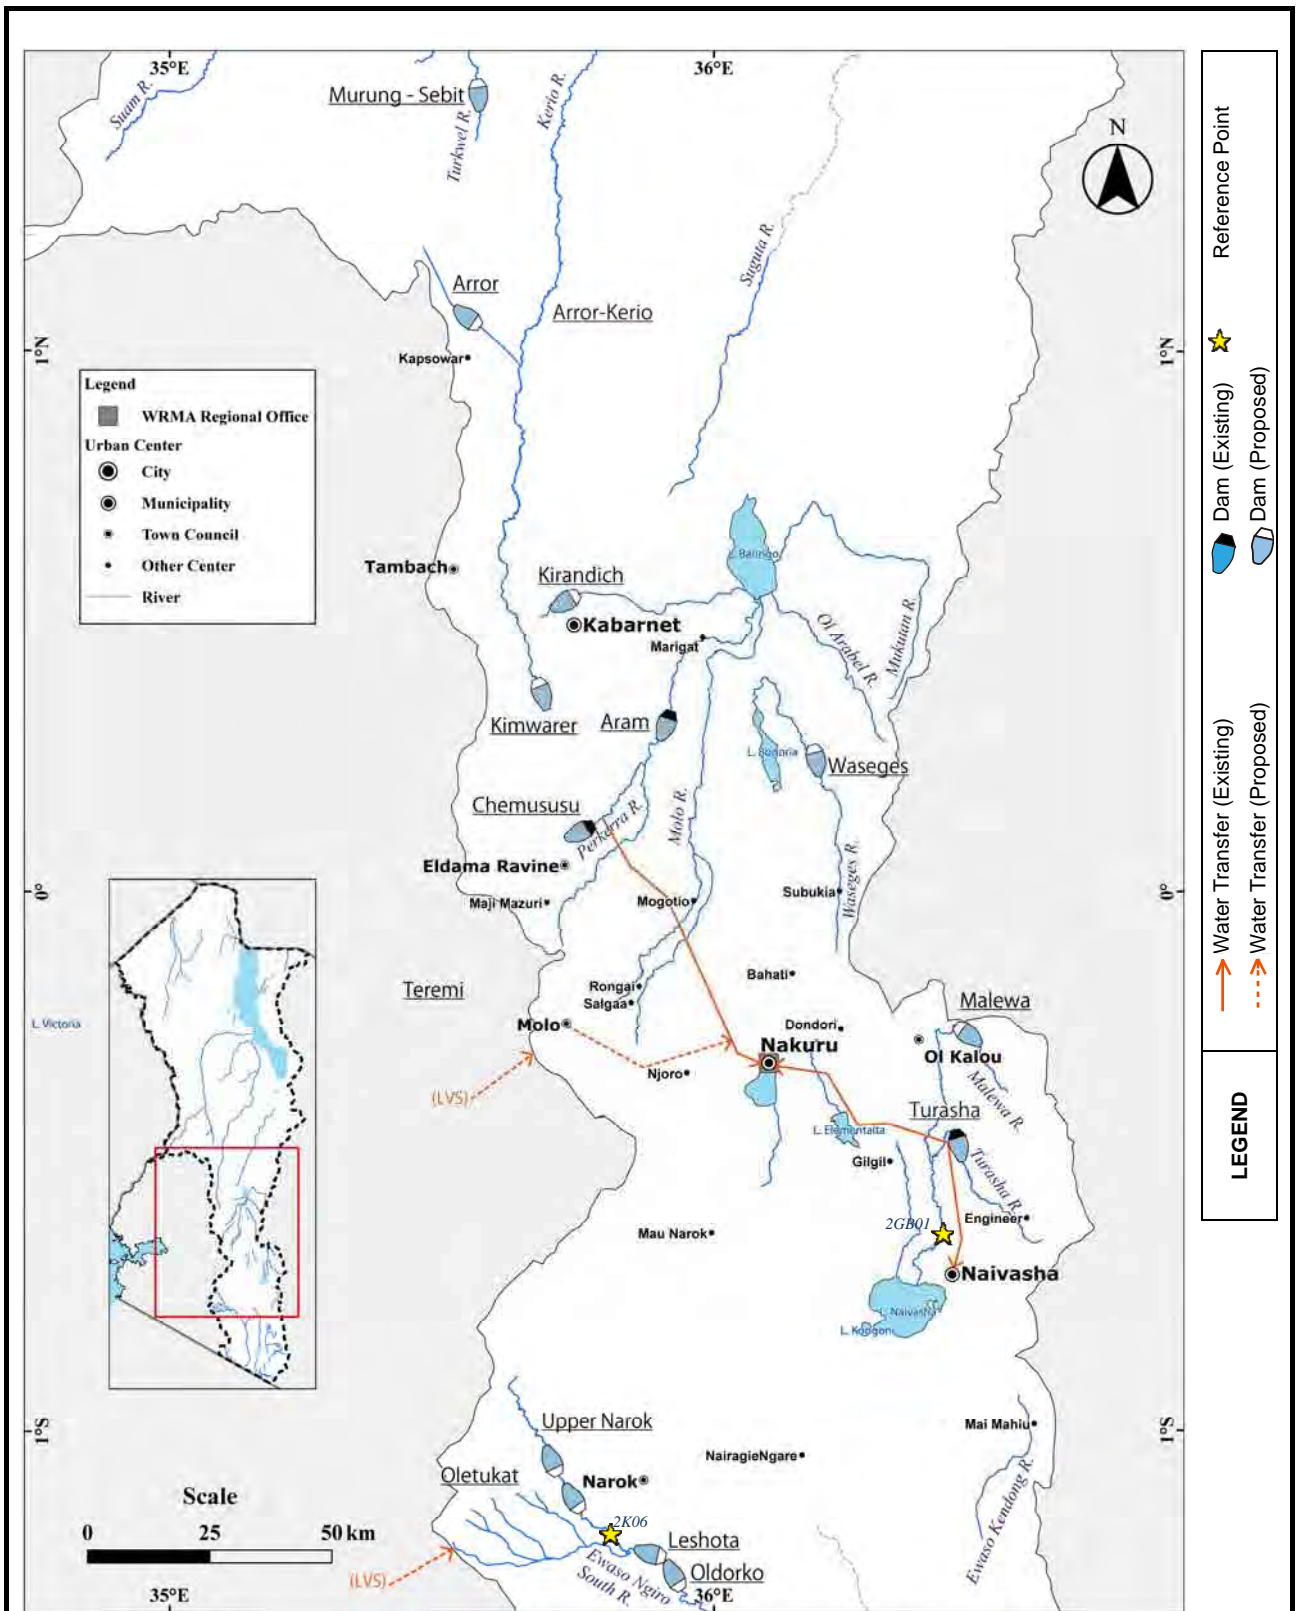 35°E
36°E
Suam R.
Murung - Sebit
Turkwel R.
Kerio R.
N
Suguta R.
Arror
Arror-Kerio
1°N
1°N
Kapsowar
Legend
WRMA Regional Office
Urban Center
City
Municipality
Town Council
Other Center
River
Tambach
L. Baringo
Kirandich
Kabarnet
Marigat
Ol Arabel R.
Mukutan R.
Kimwarer
Aram
L. Bogoria
Waseges
Chemususu
Perkerra R.
Molo R.
Eldama Ravine
Waseges R.
0°
0°
Maji Mazuri
Mogotio
Subukia
Bahati
Teremi
Rongai
Salgaa
Malewa
L. Victoria
Molo
Dondori
Nakuru
Ol Kalou
Njoro
Malewa R.
(LVS)
Turasha
L. Elementaita
Gilgil
Turasha R.
2GB01
Engineer
Mau Narok
Naivasha
L. Naivasha
L. Kongoni
Upper Narok
1°S
1°S
Mai Mahiu
NairagieNgare
Oletukat
Narok
Ewaso Kendong R.
Scale
0 25 50 km
2K06
Leshota
Ewaso Ngiro
South R.
Oldorko
(LVS)
35°E
36°E
LEGEND
Water Transfer (Existing)
Water Transfer (Proposed)
Dam (Existing)
Dam (Proposed)
Reference Point